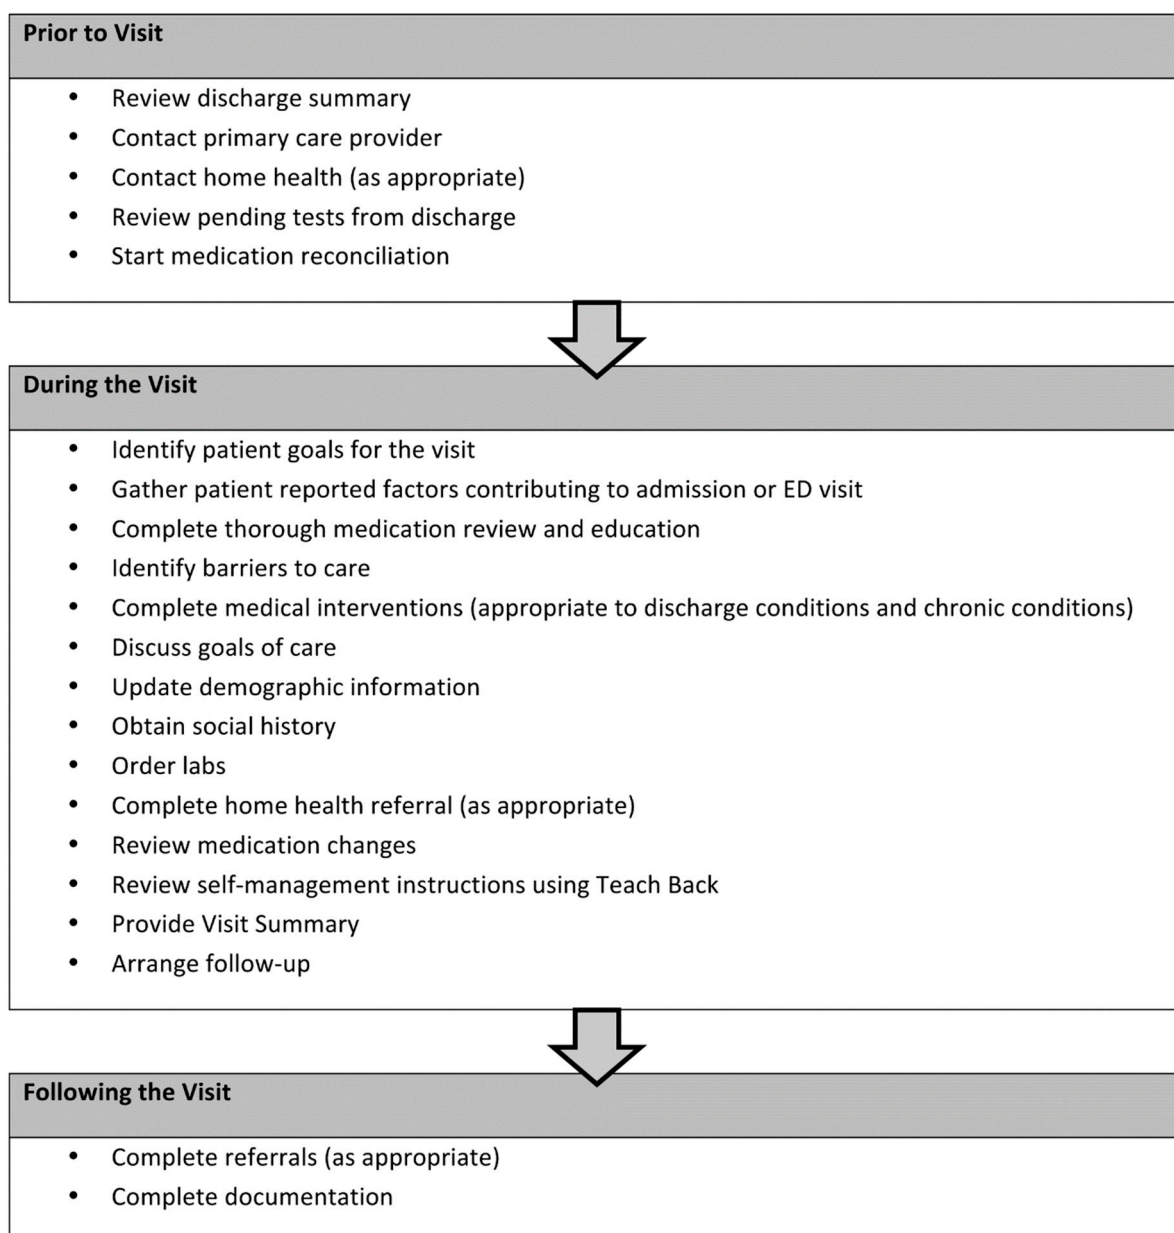 Prior to Visit
• Review discharge summary
• Contact primary care provider
• Contact home health (as appropriate)
• Review pending tests from discharge
• Start medication reconciliation
During the Visit
• Identify patient goals for the visit
• Gather patient reported factors contributing to admission or ED visit
• Complete thorough medication review and education
• Identify barriers to care
• Complete medical interventions (appropriate to discharge conditions and chronic conditions)
• Discuss goals of care
• Update demographic information
• Obtain social history
• Order labs
• Complete home health referral (as appropriate)
• Review medication changes
• Review self-management instructions using Teach Back
• Provide Visit Summary
• Arrange follow-up
Following the Visit
• Complete referrals (as appropriate)
• Complete documentation